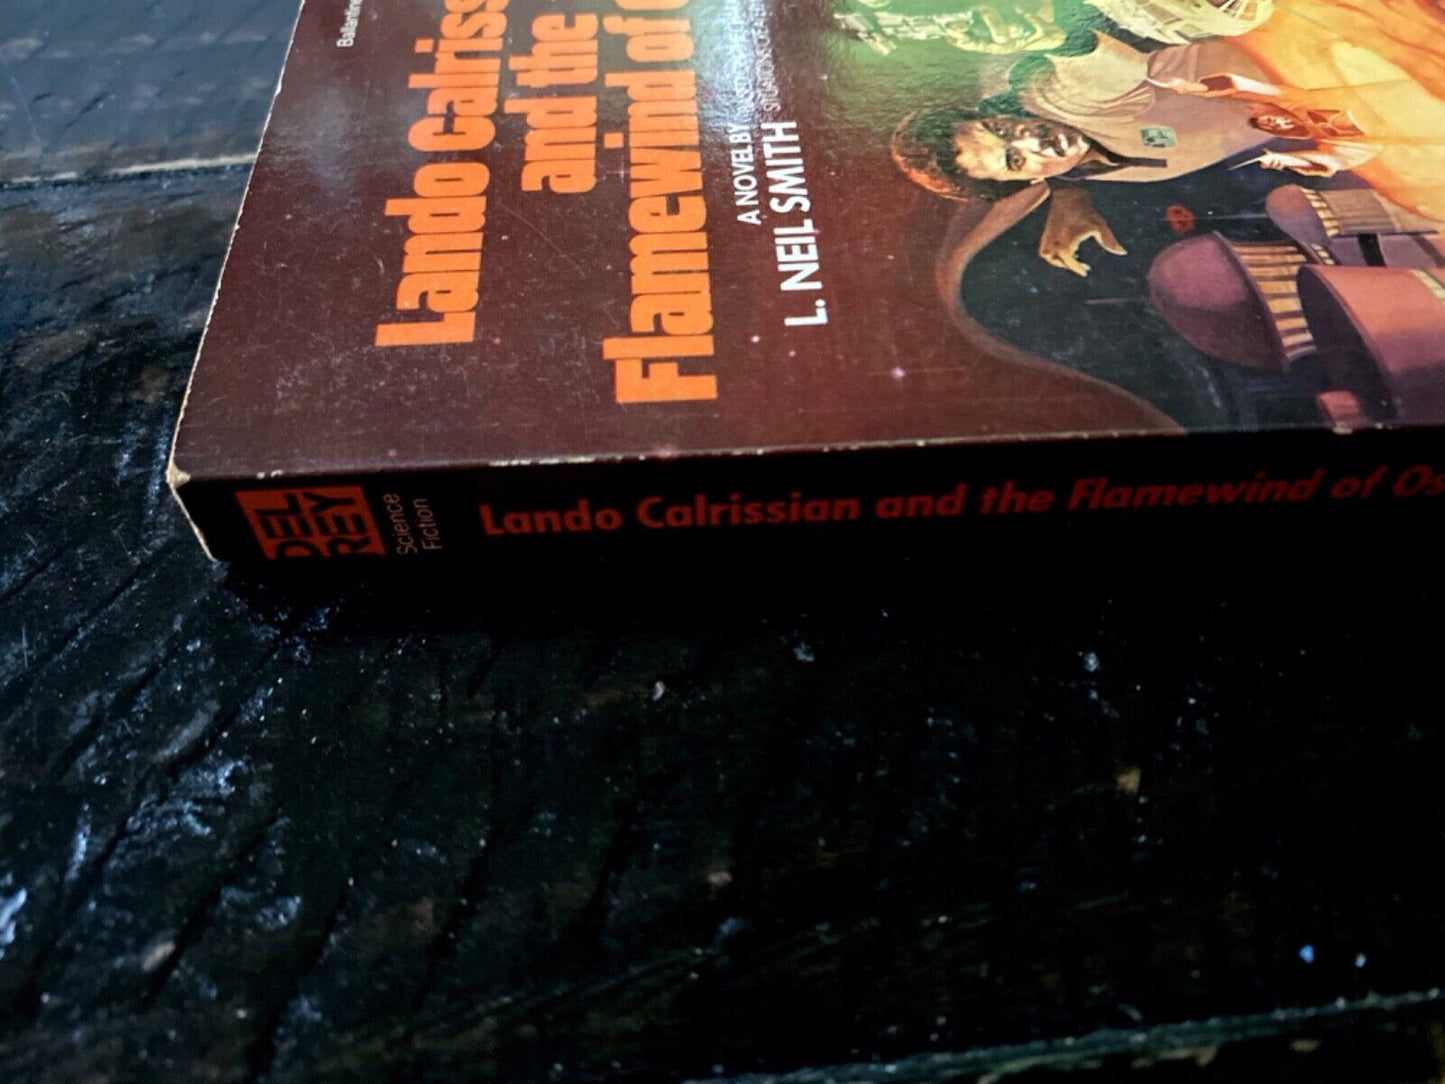 Lando Calriss
and the
Flamewind of
A NOVEL BY
L. NEIL SMITH
DEL
REY
Science
Fiction
Lando Calrissian and the Flamewind of Os